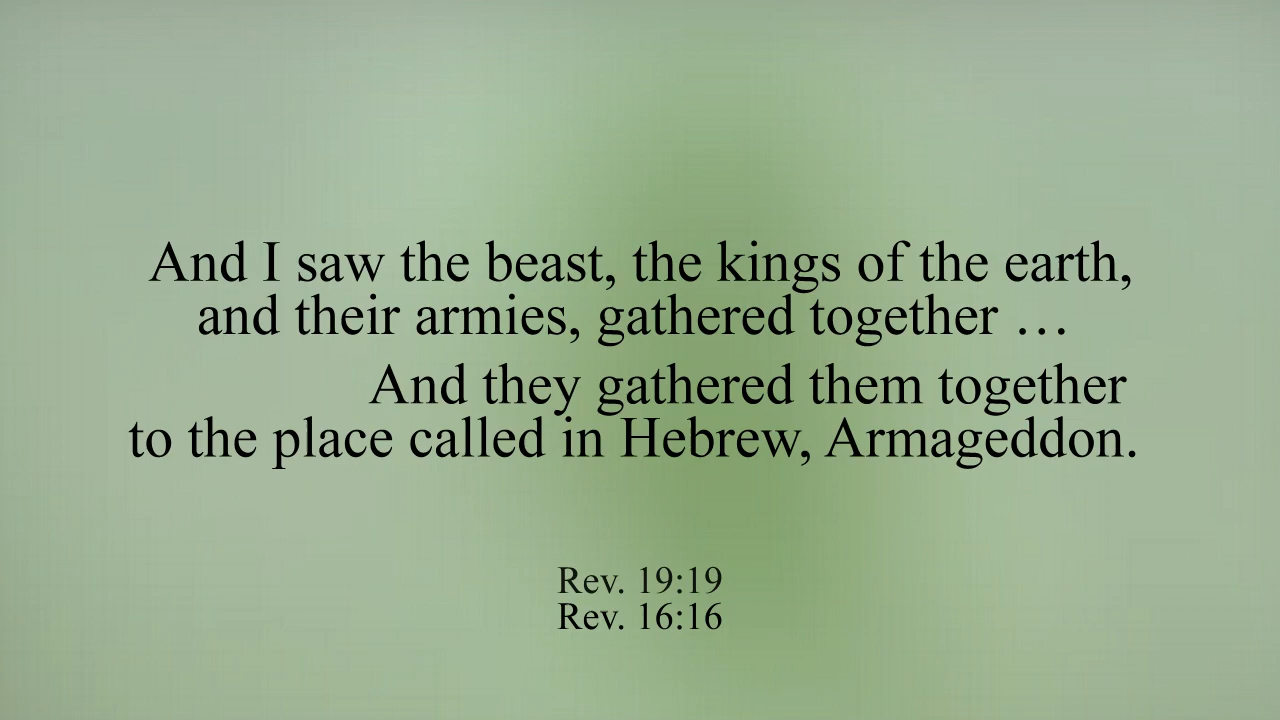 And I saw the beast, the kings of the earth,
and their armies, gathered together …
And they gathered them together
to the place called in Hebrew, Armageddon.
Rev. 19:19
Rev. 16:16